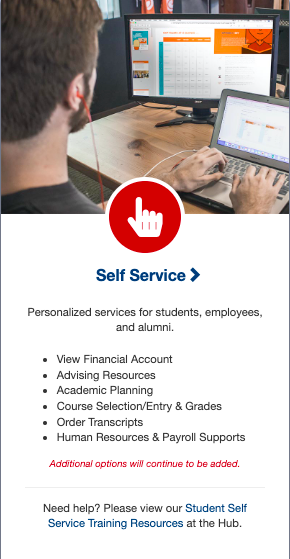 Self Service
Personalized services for students, employees,
and alumni.
• View Financial Account
• Advising Resources
• Academic Planning
• Course Selection/Entry & Grades
• Order Transcripts
• Human Resources & Payroll Supports
Additional options will continue to be added.
Need help? Please view our Student Self
Service Training Resources at the Hub.